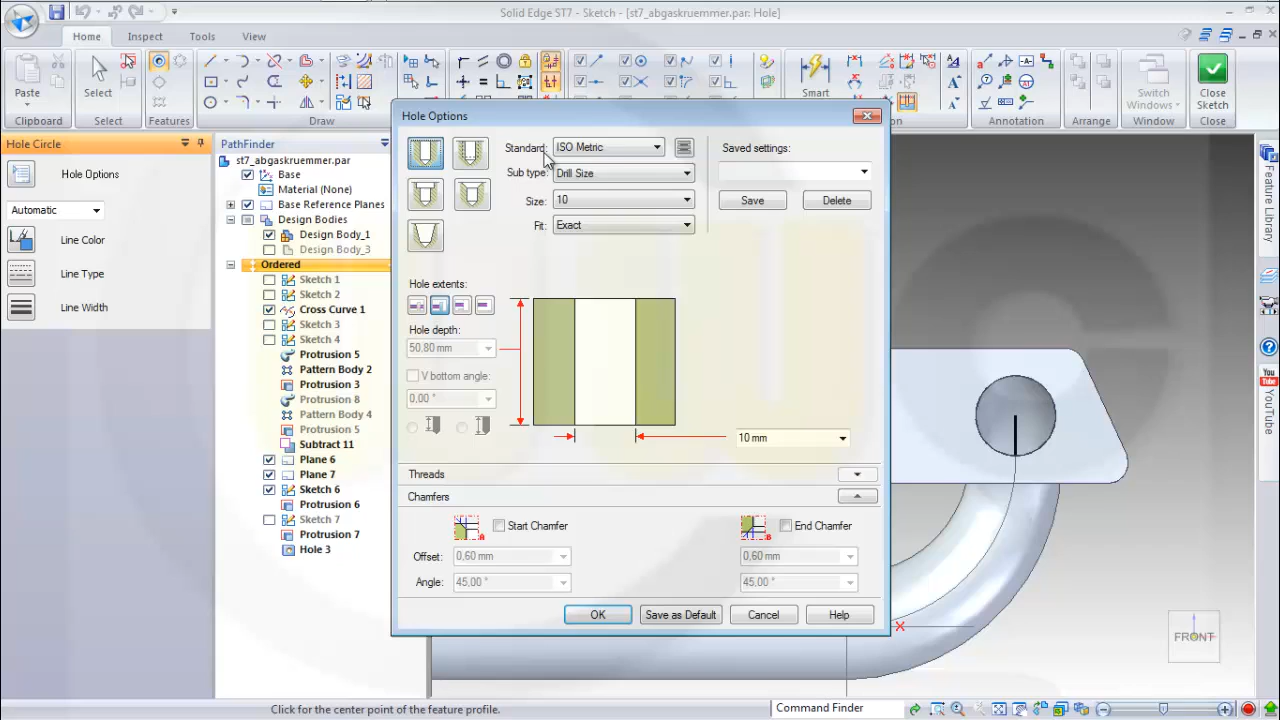 Solid Edge ST7 - Sketch - [st7_abgaskruemmer.par: Hole]
Home Inspect Tools View
Paste
Select
Smart
Switch
Windows
Close
Sketch
Clipboard Select Features Draw Arrange Window Close
Hole Circle
Hole Options
Automatic
Line Color
Line Type
Line Width
PathFinder
st7_abgaskruemmer.par
Base
Material (None)
Base Reference Planes
Design Bodies
Design Body_1
Design Body_3
Ordered
Sketch 1
Sketch 2
Cross Curve 1
Sketch 3
Sketch 4
Protrusion 5
Pattern Body 2
Protrusion 3
Protrusion 8
Pattern Body 4
Protrusion 5
Subtract 11
Plane 6
Plane 7
Sketch 6
Protrusion 6
Sketch 7
Protrusion 7
Hole 3
Hole Options
Standard: ISO Metric
Sub type: Drill Size
Size: 10
Fit: Exact
Saved settings:
Save Delete
Hole extents:
Hole depth:
50,80 mm
V bottom angle:
0,00 °
10 mm
Threads
Chamfers
Start Chamfer End Chamfer
Offset: 0,60 mm 0,60 mm
Angle: 45,00 ° 45,00 °
OK Save as Default Cancel Help
Feature Library
YouTube
You
Tube
FRONT
Click for the center point of the feature profile.
Command Finder